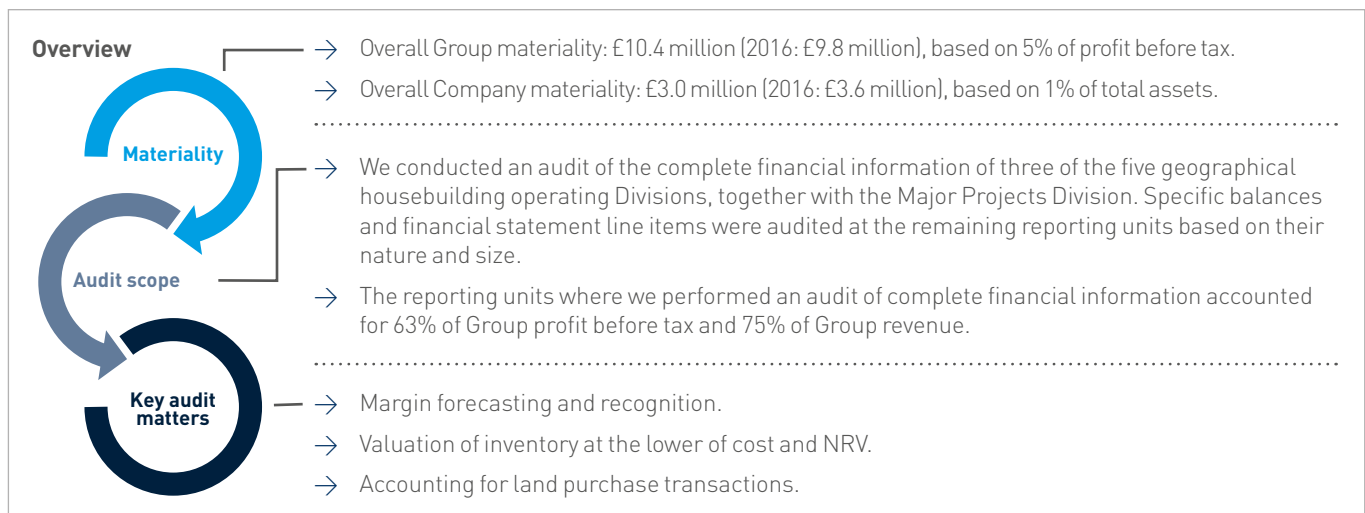 Overview
Materiality
→ Overall Group materiality: £10.4 million (2016: £9.8 million), based on 5% of profit before tax.
→ Overall Company materiality: £3.0 million (2016: £3.6 million), based on 1% of total assets.
Audit scope
→ We conducted an audit of the complete financial information of three of the five geographical
housebuilding operating Divisions, together with the Major Projects Division. Specific balances
and financial statement line items were audited at the remaining reporting units based on their
nature and size.
→ The reporting units where we performed an audit of complete financial information accounted
for 63% of Group profit before tax and 75% of Group revenue.
Key audit
matters
→ Margin forecasting and recognition.
→ Valuation of inventory at the lower of cost and NRV.
→ Accounting for land purchase transactions.